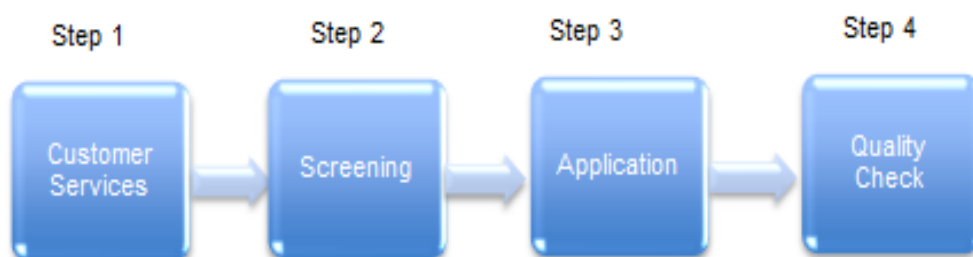 Step 1
Step 2
Step 3
Step 4
Customer
Services
Screening
Application
Quality
Check